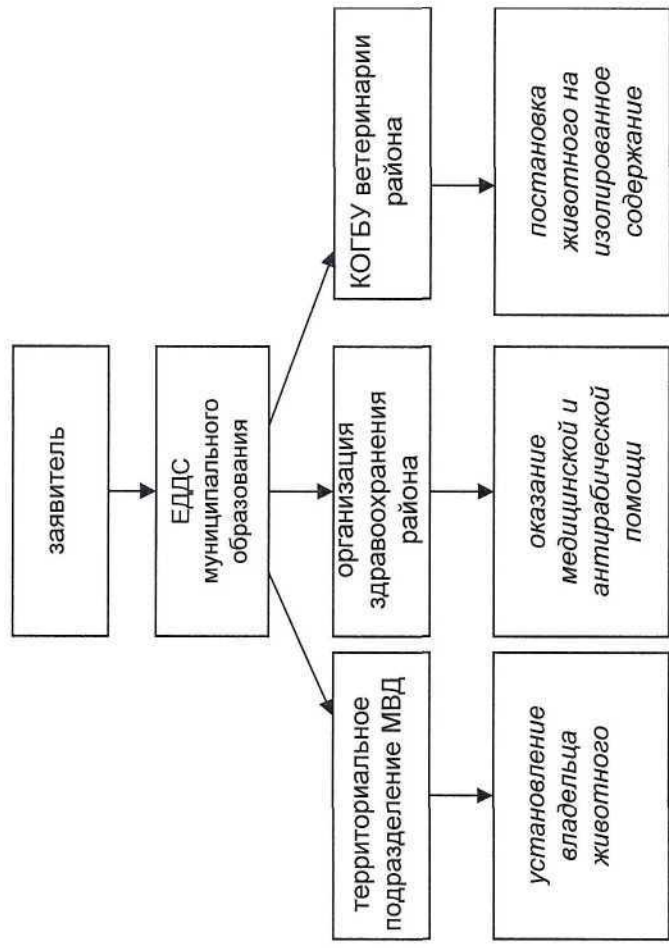 заявитель
ЕДДС
муниципального
образования
территориальное
подразделение МВД
организация
здравоохранения
района
КОГБУ ветеринарии
района
установление
владельца
животного
оказание
медицинской и
антирабической
помощи
постановка
животного на
изолированное
содержание